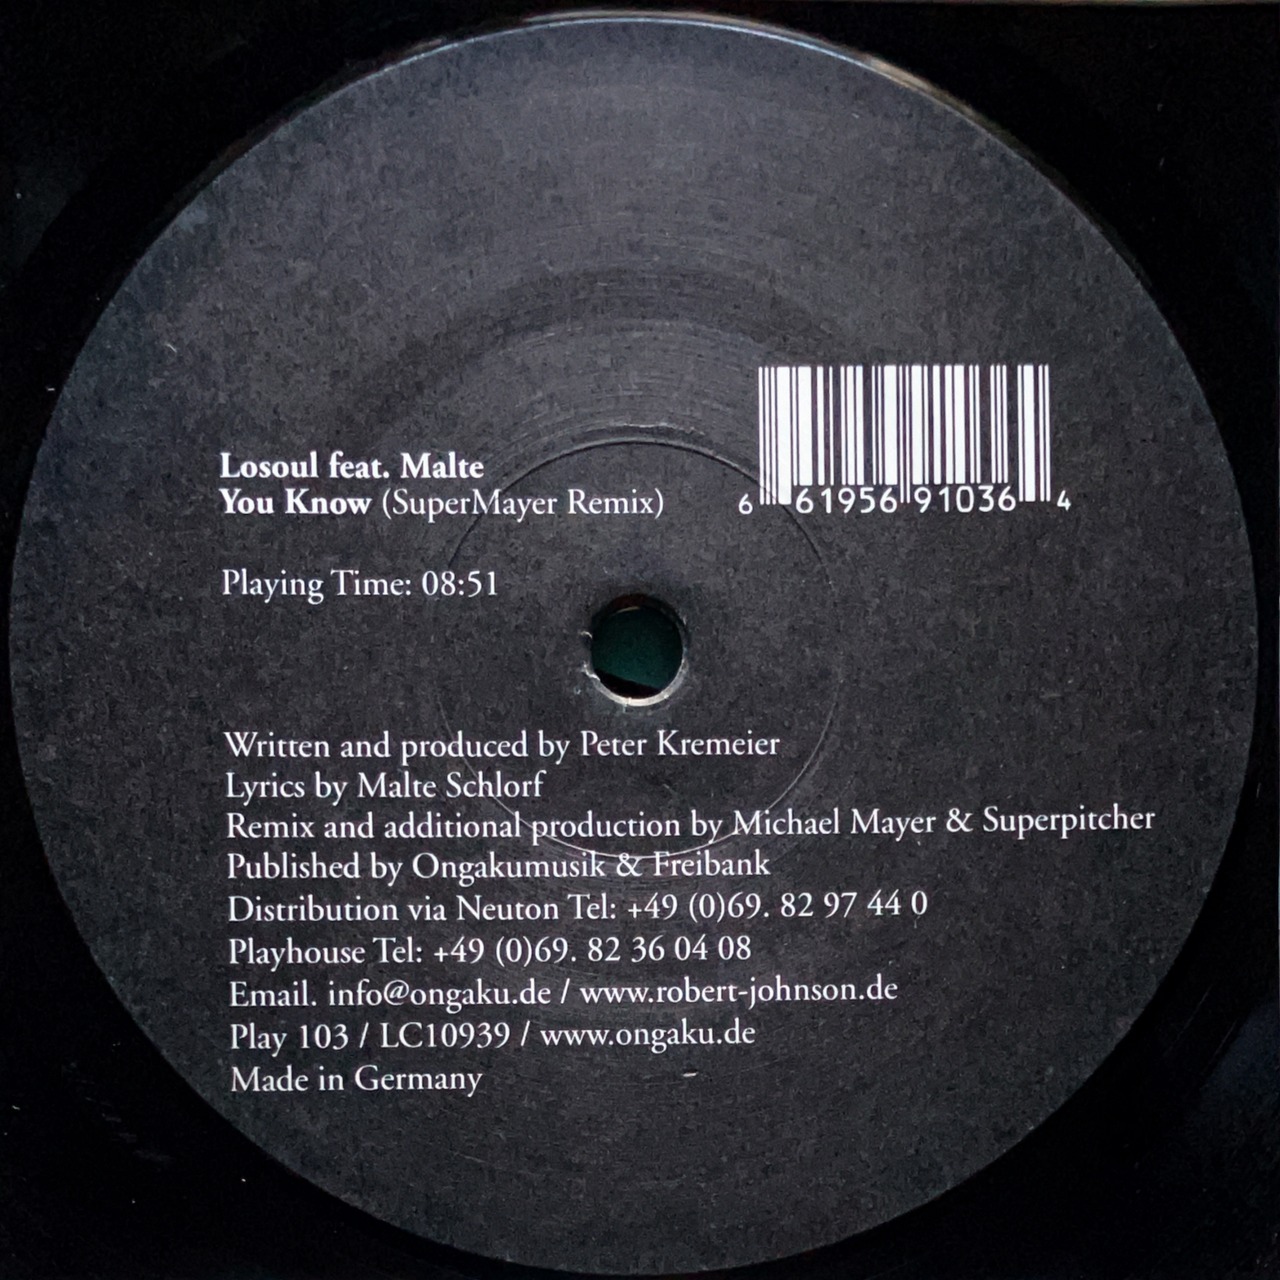 Losoul feat. Malte
You Know (SuperMayer Remix)
6 61956 91036 4
Playing Time: 08:51
Written and produced by Peter Kremeier
Lyrics by Malte Schlorf
Remix and additional production by Michael Mayer & Superpitcher
Published by Ongakumusik & Freibank
Distribution via Neuton Tel: +49 (0)69. 82 97 44 0
Playhouse Tel: +49 (0)69. 82 36 04 08
Email. info@ongaku.de / www.robert-johnson.de
Play 103 / LC10939 / www.ongaku.de
Made in Germany